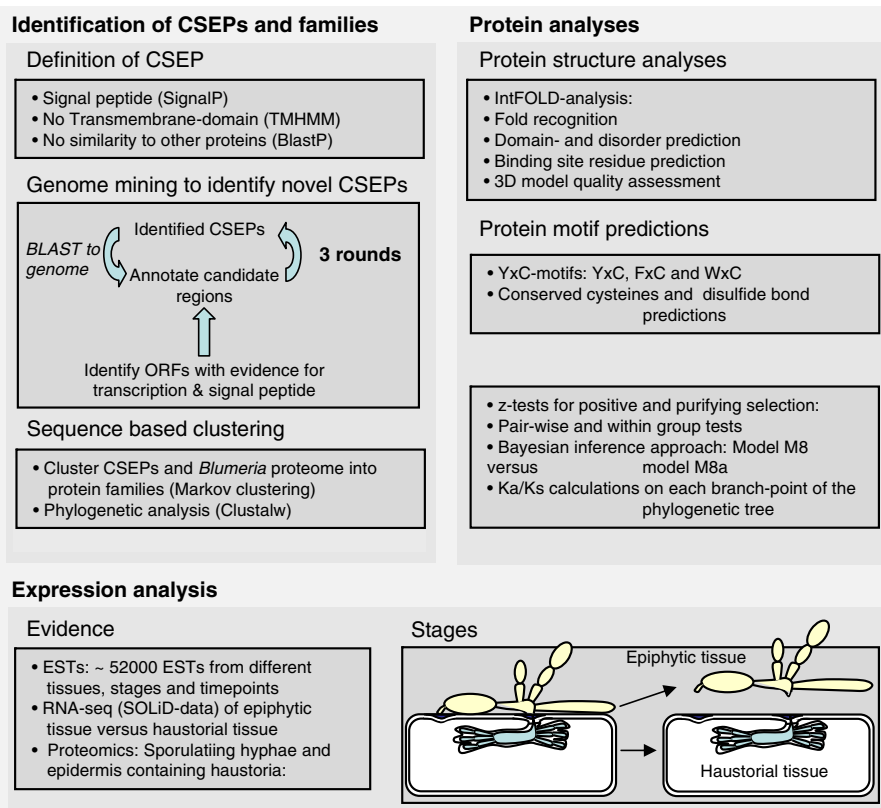 Identification of CSEPs and families
Definition of CSEP
• Signal peptide (SignalP)
• No Transmembrane-domain (TMHMM)
• No similarity to other proteins (BlastP)
Genome mining to identify novel CSEPs
Identified CSEPs
BLAST to
genome
3 rounds
Annotate candidate
regions
Identify ORFs with evidence for
transcription & signal peptide
Sequence based clustering
• Cluster CSEPs and Blumeria proteome into
protein families (Markov clustering)
• Phylogenetic analysis (Clustalw)
Protein analyses
Protein structure analyses
• IntFOLD-analysis:
• Fold recognition
• Domain- and disorder prediction
• Binding site residue prediction
• 3D model quality assessment
Protein motif predictions
• YxC-motifs: YxC, FxC and WxC
• Conserved cysteines and disulfide bond
predictions
• z-tests for positive and purifying selection:
• Pair-wise and within group tests
• Bayesian inference approach: Model M8
versus model M8a
• Ka/Ks calculations on each branch-point of the
phylogenetic tree
Expression analysis
Evidence
• ESTs: ~ 52000 ESTs from different
tissues, stages and timepoints
• RNA-seq (SOLiD-data) of epiphytic
tissue versus haustorial tissue
• Proteomics: Sporulatiing hyphae and
epidermis containing haustoria:
Stages
Epiphytic tissue
Haustorial tissue